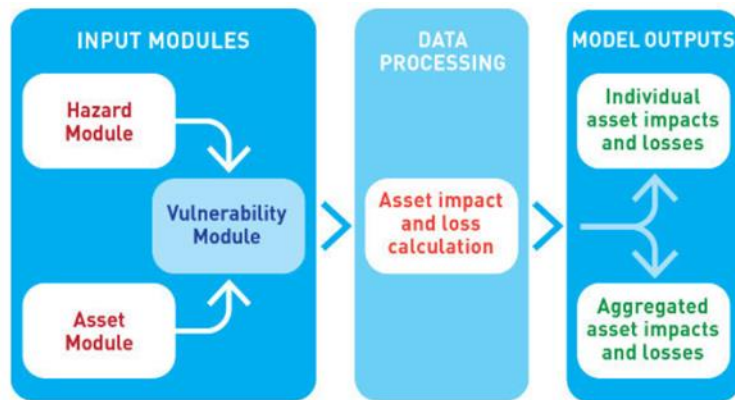 INPUT MODULES
Hazard
Module
Vulnerability
Module
Asset
Module
DATA
PROCESSING
Asset impact
and loss
calculation
MODEL OUTPUTS
Individual
asset impacts
and losses
Aggregated
asset impacts
and losses